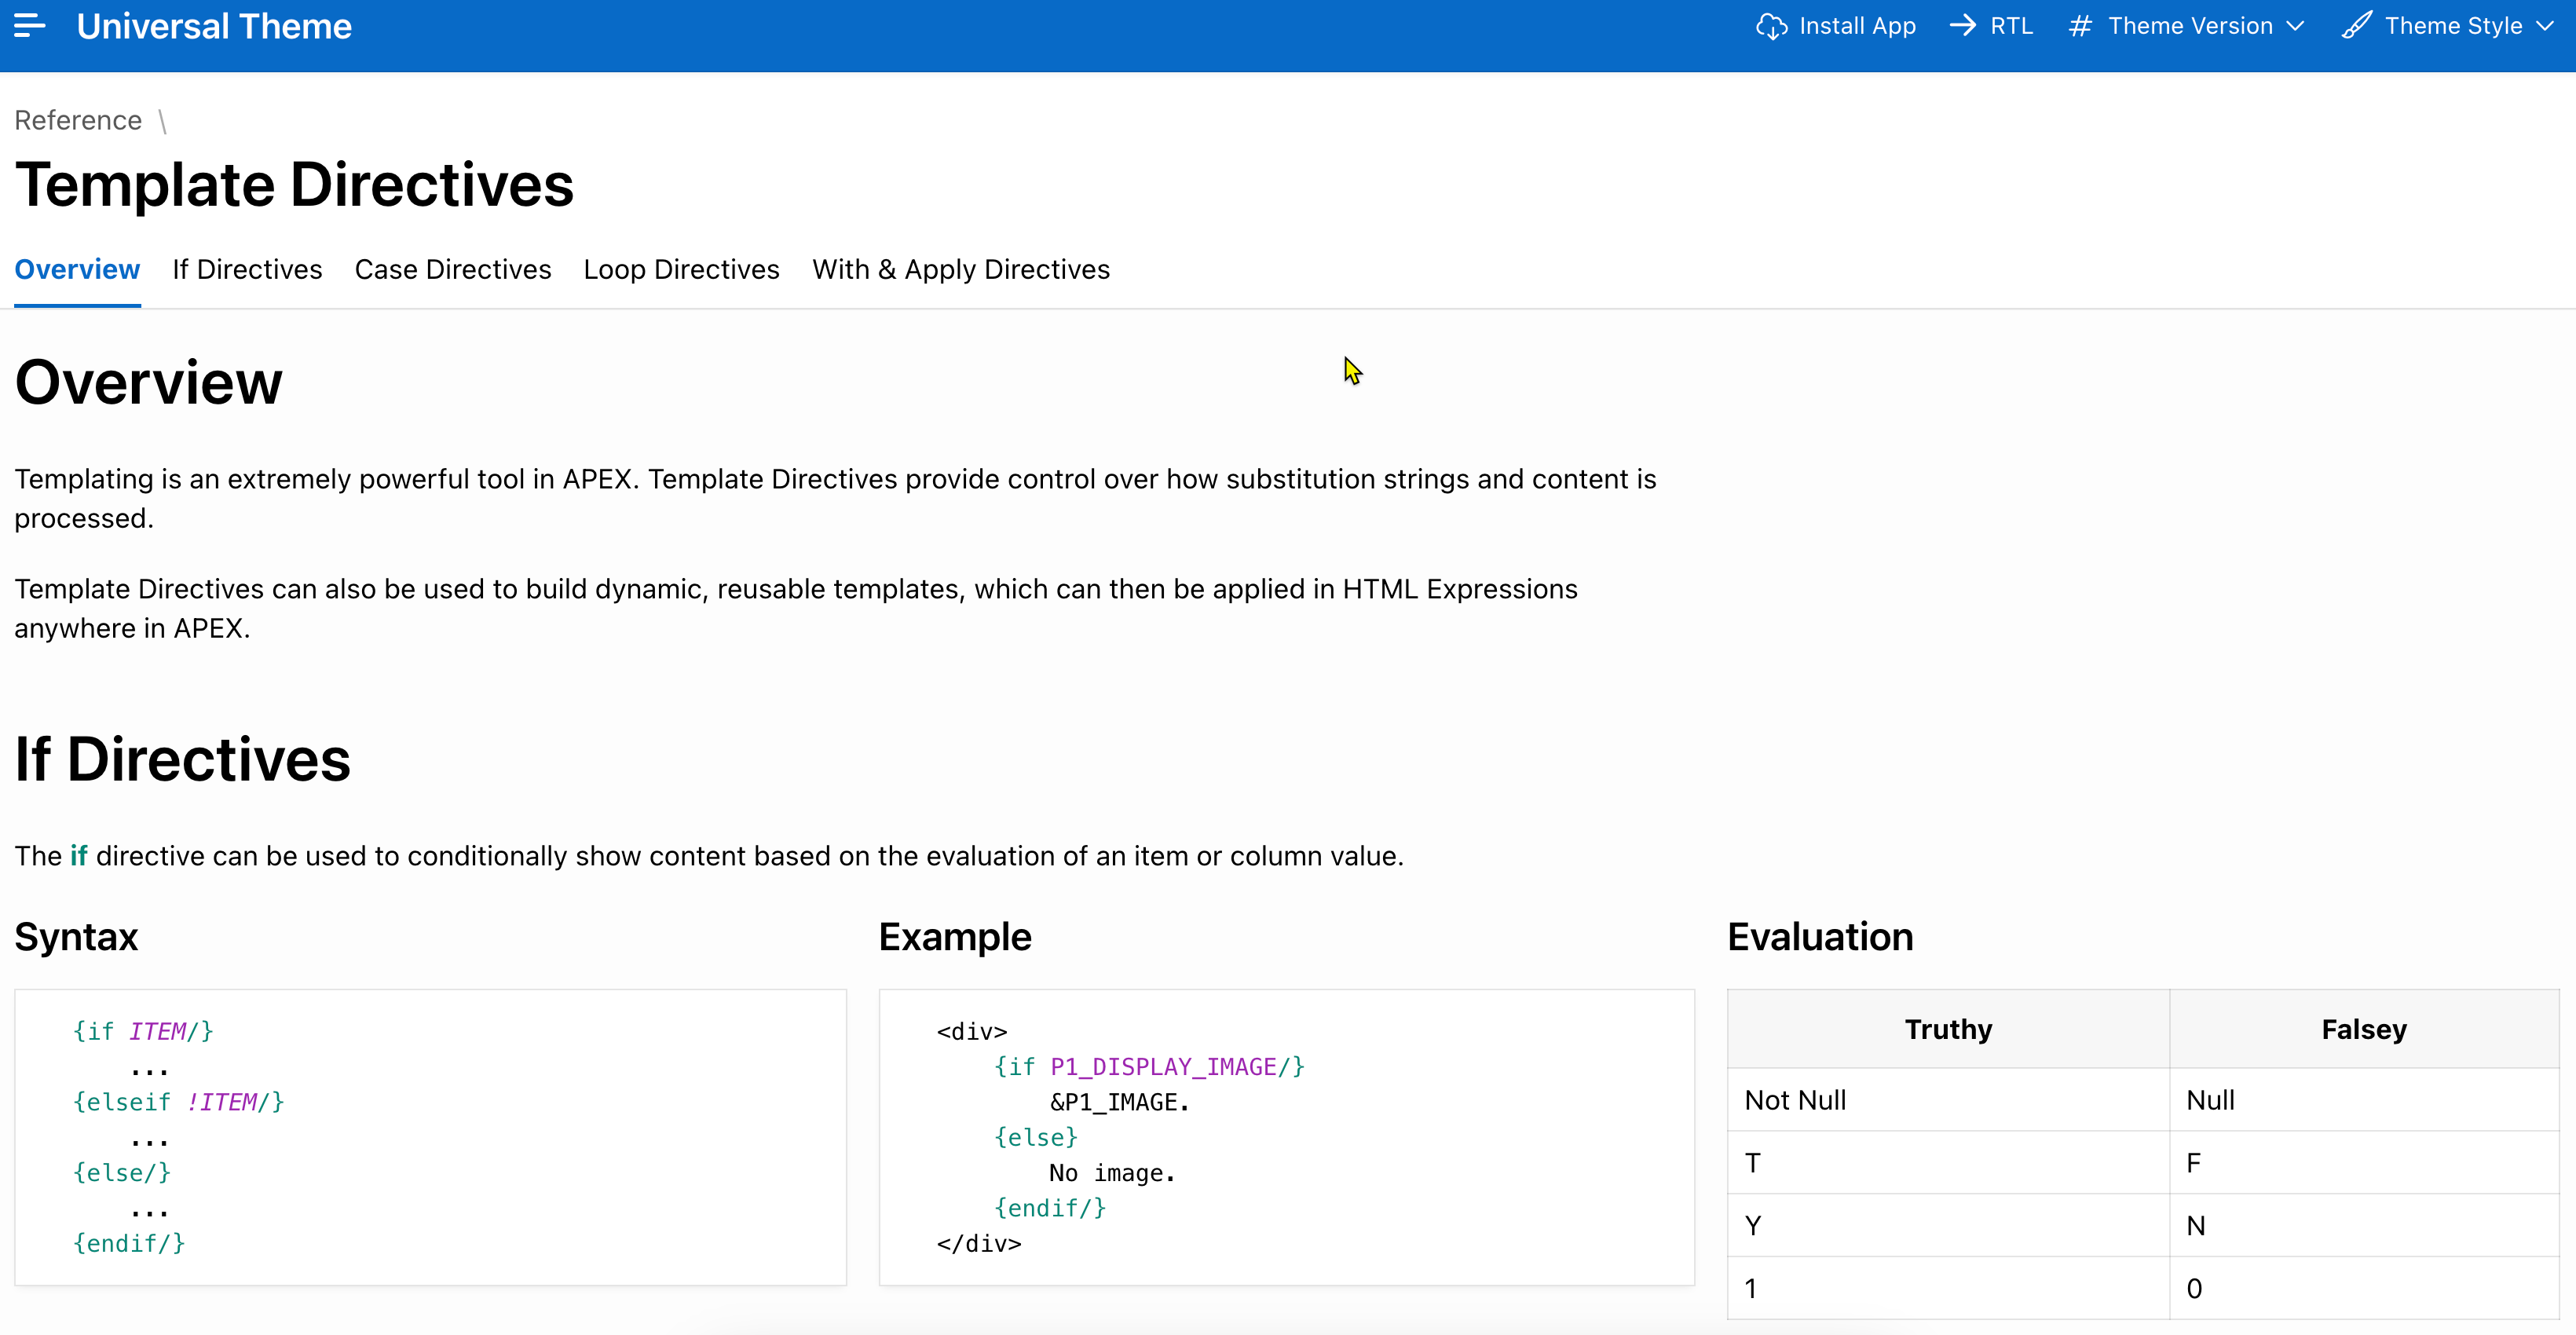 Universal Theme
Install App
RTL
# Theme Version
Theme Style
Reference \
Template Directives
Overview
If Directives
Case Directives
Loop Directives
With & Apply Directives
Overview
Templating is an extremely powerful tool in APEX. Template Directives provide control over how substitution strings and content is
processed.
Template Directives can also be used to build dynamic, reusable templates, which can then be applied in HTML Expressions
anywhere in APEX.
If Directives
The if directive can be used to conditionally show content based on the evaluation of an item or column value.
Syntax
{if ITEM/}
...
{elseif !ITEM/}
...
{else/}
...
{endif/}
Example
<div>
{if P1_DISPLAY_IMAGE/}
&P1_IMAGE.
{else}
No image.
{endif/}
</div>
Evaluation
Truthy Falsey
Not Null Null
T F
Y N
1 0